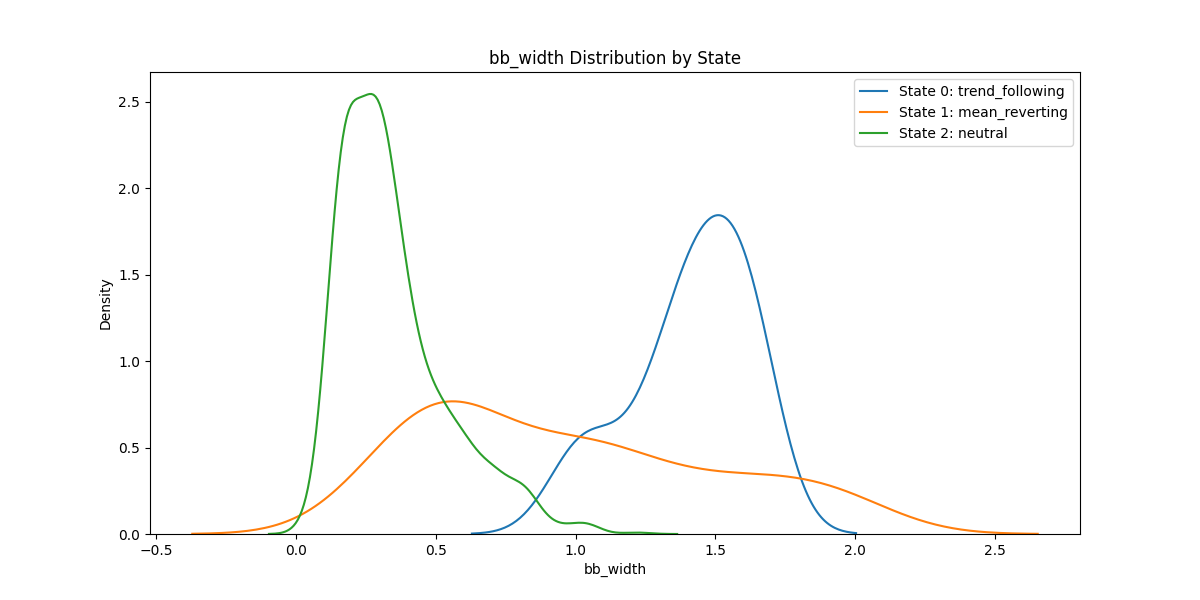 bb_width Distribution by State
State 0: trend_following
State 1: mean_reverting
State 2: neutral
Density
2.5
2.0
1.5
1.0
0.5
0.0
−0.5
0.0
0.5
1.0
1.5
2.0
2.5
bb_width